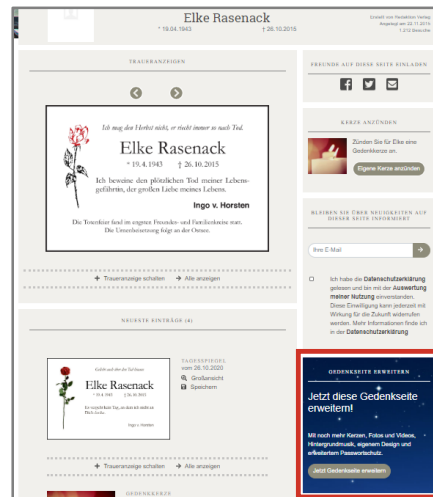 Elke Rasenack
* 19.04.1943
† 26.10.2015
Erstellt von Redaktion Verlag
Angelegt am 22.11.2015
1.212 Besuche
TRAUERANZEIGEN
Ich mag den Herbst nicht, er riecht immer so nach Tod.
Elke Rasenack
* 19. 4. 1943 † 26. 10. 2015
Ich beweine den plötzlichen Tod meiner Lebens-
gefährtin, der großen Liebe meines Lebens.
Ingo v. Horsten
Die Totenfeier fand im engsten Freundes- und Familienkreise statt.
Die Urnenbeisetzung folgt an der Ostsee.
+ Traueranzeige schalten → Alle anzeigen
NEUESTE EINTRÄGE (6)
Elke Rasenack
Ingo v. Horsten
TAGESSPIEGEL
vom 26.10.2020
Großansicht
Speichern
+ Traueranzeige schalten → Alle anzeigen
GEDENKKERZE
FREUNDE AUF DIESE SEITE EINLADEN
KERZE ANZÜNDEN
Zünden Sie für Elke eine
Gedenkkerze an.
Eigene Kerze anzünden
BLEIBEN SIE ÜBER NEUIGKEITEN AUF
DIESER SEITE INFORMIERT
Ihre E-Mail
Ich habe die Datenschutzerklärung
gelesen und bin mit der Auswertung
meiner Nutzung einverstanden.
Diese Einwilligung kann jederzeit mit
Wirkung für die Zukunft widerrufen
werden. Mehr Informationen finde ich
in der Datenschutzerklärung
GEDENKSEITE ERWEITERN
Jetzt diese Gedenkseite
erweitern!
Mit noch mehr Kerzen, Fotos und Videos,
Hintergrundmusik, eigenem Design und
erweitertem Passwortschutz.
Jetzt Gedenkseite erweitern